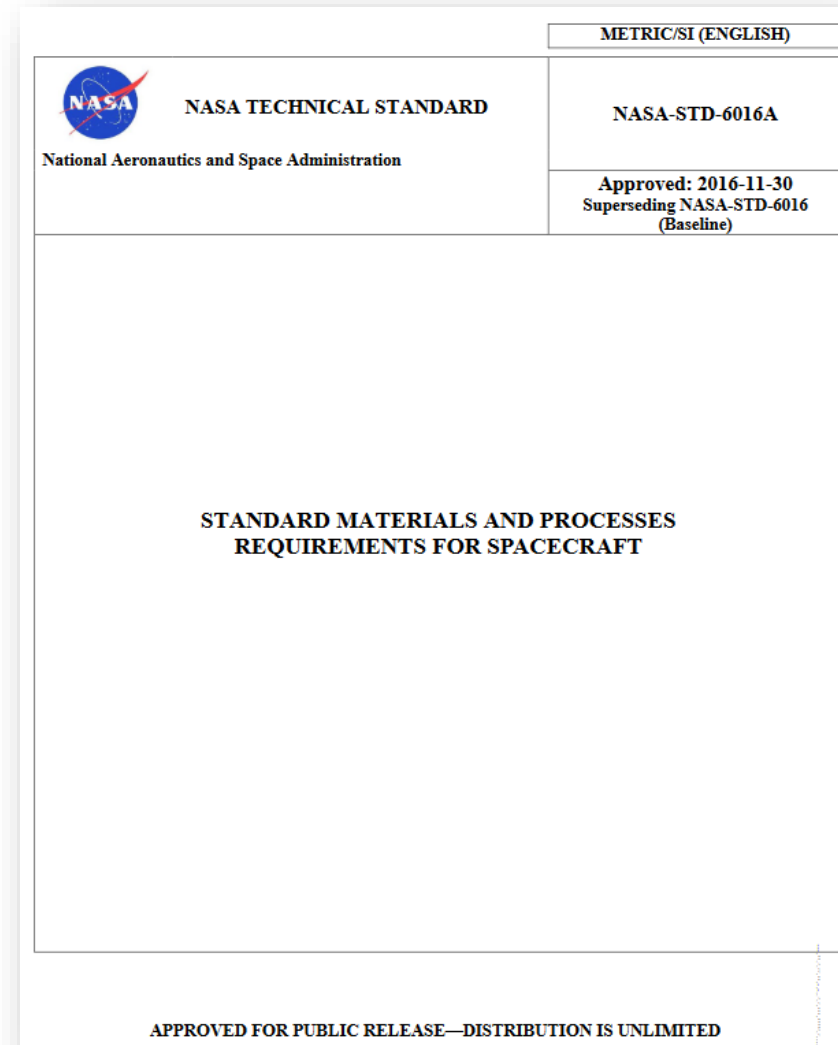 METRIC/SI (ENGLISH)
NASA
NASA TECHNICAL STANDARD
National Aeronautics and Space Administration
NASA-STD-6016A
Approved: 2016-11-30
Superseding NASA-STD-6016
(Baseline)
STANDARD MATERIALS AND PROCESSES
REQUIREMENTS FOR SPACECRAFT
APPROVED FOR PUBLIC RELEASE—DISTRIBUTION IS UNLIMITED